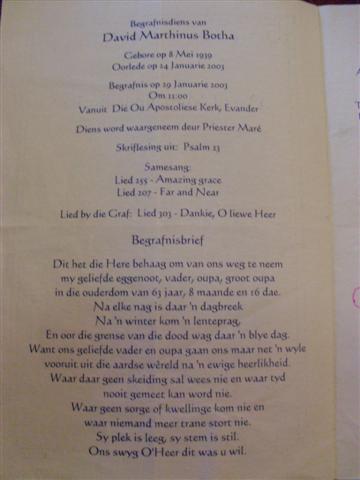 Begrafnisdiens van
David Marthinus Botha
Gebore op 8 Mei 1939
Oorlede op 24 Januarie 2003
Begrafnis op 29 Januarie 2003
Om 11:00
Vanuit Die Ou Apostoliese Kerk, Evander
Diens word waargeneem deur Priester Maré
Skriflesing uit: Psalm 23
Samesang:
Lied 255 - Amazing grace
Lied 207 - Far and Near
Lied by die Graf: Lied 303 - Dankie, O liewe Heer
Begrafnisbrief
Dit het die Here behaag om van ons weg te neem
my geliefde eggenoot, vader, oupa, groot oupa
in die ouderdom van 63 jaar, 8 maande en 16 dae.
Na elke nag is daar 'n dagbreek
Na 'n winter kom 'n lenteprag,
En oor die grense van die dood wag daar 'n blye dag.
Want ons geliefde vader en oupa gaan ons maar net 'n wyle
vooruit uit die aardse wêreld na 'n ewige heerlikheid.
Waar daar geen skeiding sal wees nie en waar tyd
nooit gemeet kan word nie.
Waar geen sorge of kwellinge kom nie en
waar niemand meer trane stort nie.
Sy plek is leeg, sy stem is stil.
Ons swyg O'Heer dit was u wil.